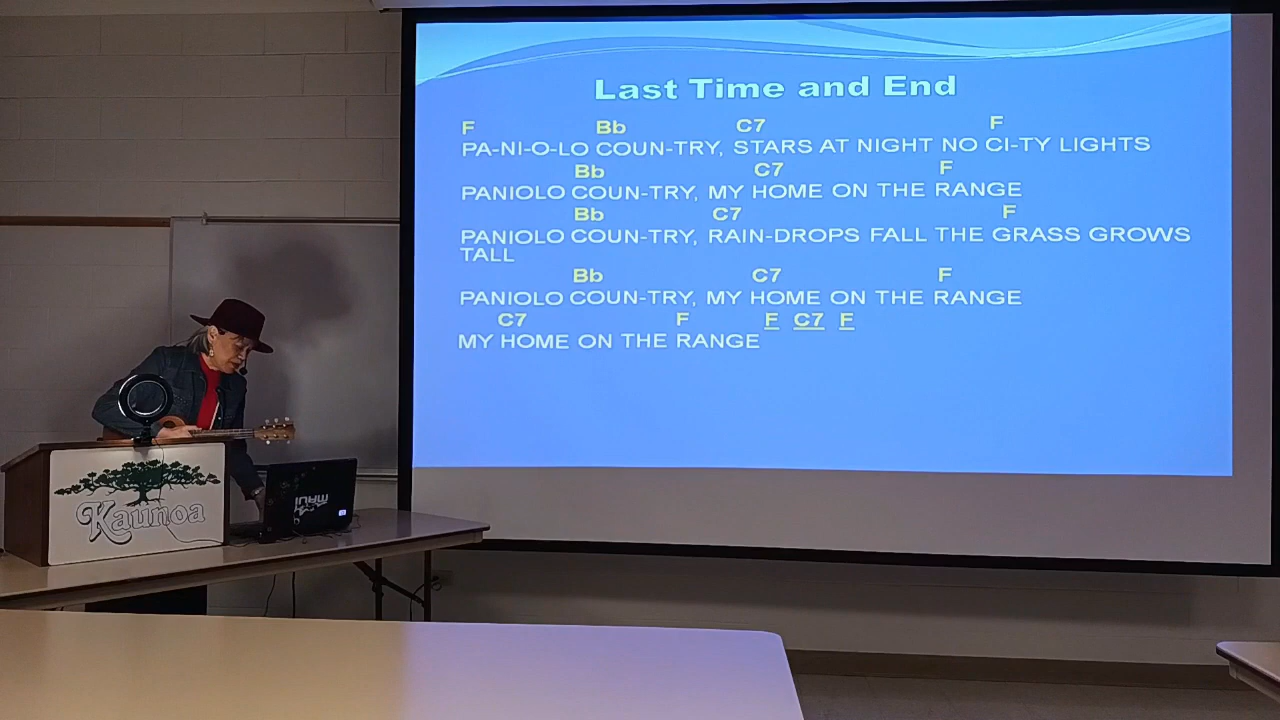 Last Time and End
F Bb C7 F
PA-NI-O-LO COUN-TRY, STARS AT NIGHT NO CI-TY LIGHTS
Bb C7 F
PANIOLO COUN-TRY, MY HOME ON THE RANGE
Bb C7 F
PANIOLO COUN-TRY, RAIN-DROPS FALL THE GRASS GROWS
TALL
Bb C7 F
PANIOLO COUN-TRY, MY HOME ON THE RANGE
C7 F F C7 F
MY HOME ON THE RANGE
Kaunoa
MAUI
hp